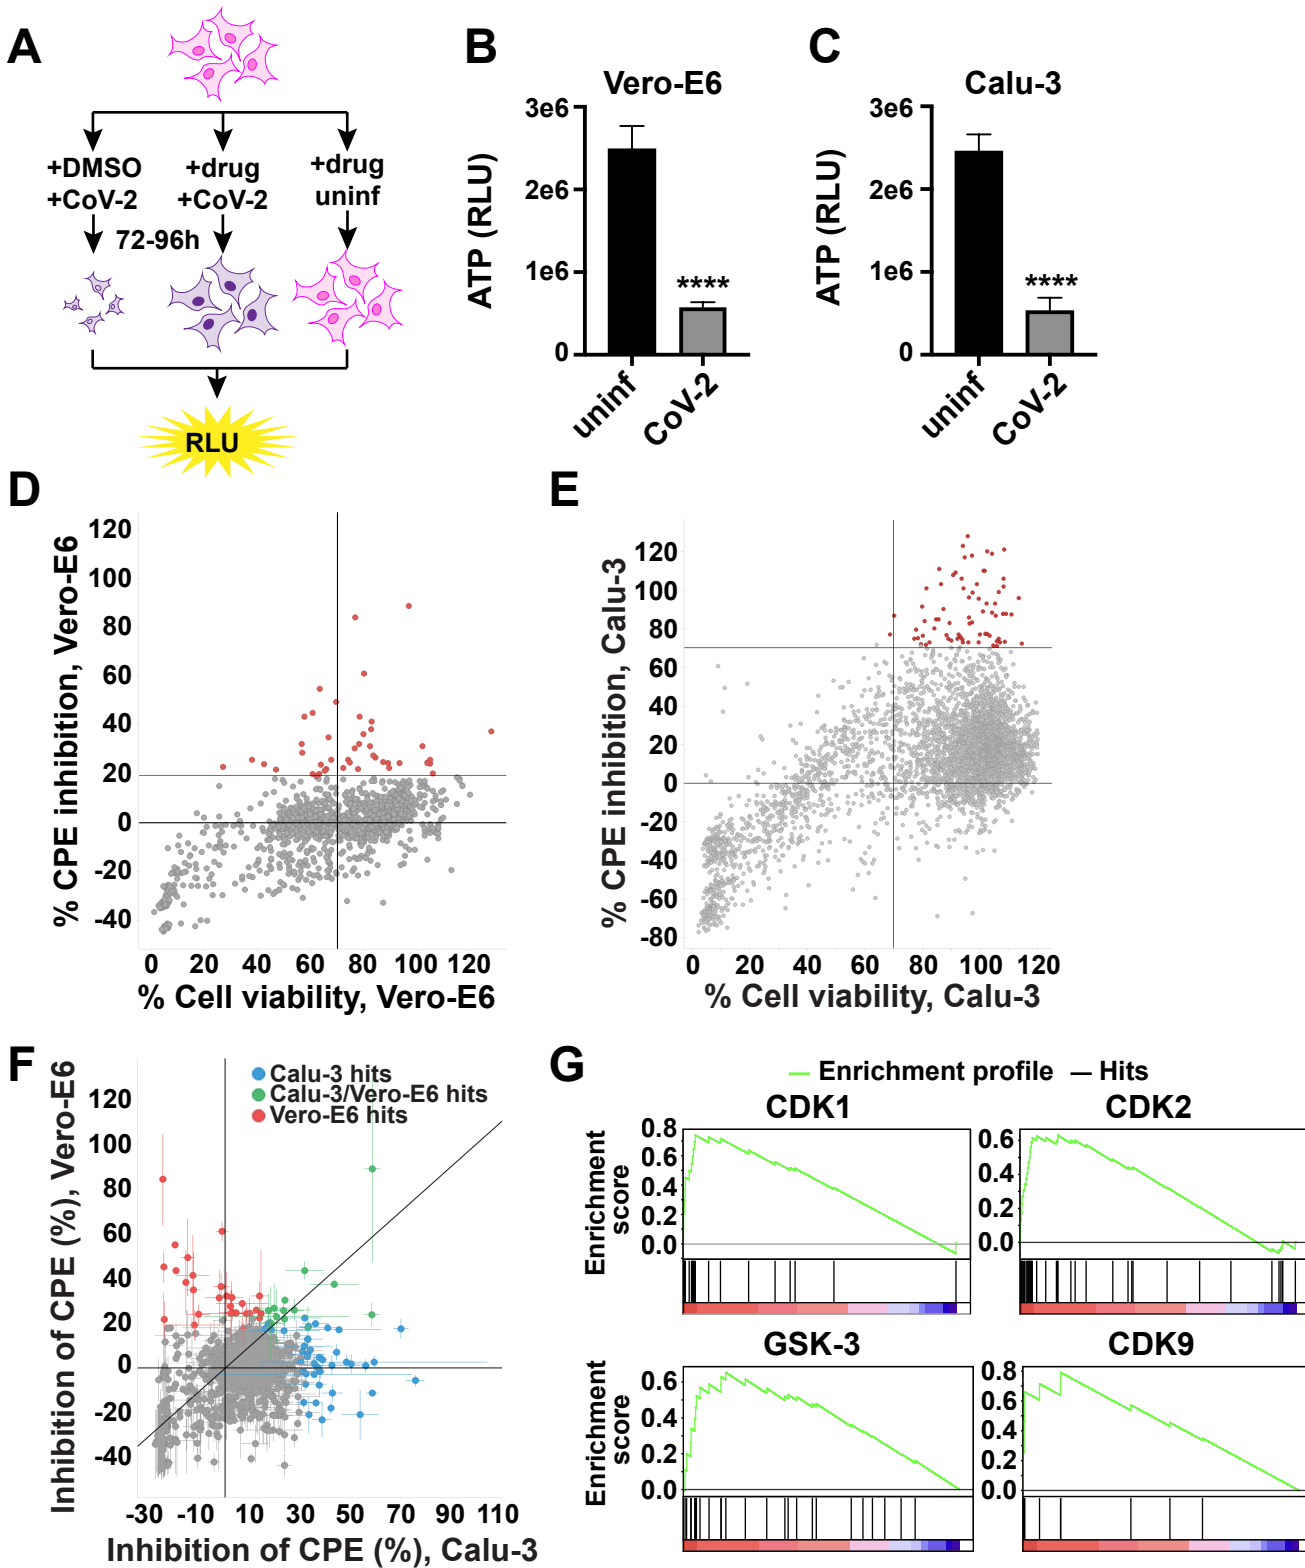 A
+DMSO
+CoV-2
+drug
+CoV-2
+drug
uninf
72-96h
RLU
B
Vero-E6
ATP (RLU)
3e6
2e6
1e6
0
****
uninf
CoV-2
C
Calu-3
ATP (RLU)
3e6
2e6
1e6
0
****
uninf
CoV-2
D
% CPE inhibition, Vero-E6
120
100
80
60
40
20
0
-20
-40
0 20 40 60 80 100 120
% Cell viability, Vero-E6
E
% CPE inhibition, Calu-3
120
100
80
60
40
20
0
-20
-40
-60
-80
0 20 40 60 80 100 120
% Cell viability, Calu-3
F
Inhibition of CPE (%), Vero-E6
Calu-3 hits
Calu-3/Vero-E6 hits
Vero-E6 hits
120
100
80
60
40
20
0
-20
-40
-30 -10 10 30 50 70 90 110
Inhibition of CPE (%), Calu-3
G
Enrichment profile Hits
CDK1
Enrichment
score
0.8
0.6
0.4
0.2
0.0
CDK2
0.6
0.4
0.2
0.0
GSK-3
Enrichment
score
0.6
0.4
0.2
0.0
CDK9
0.8
0.6
0.4
0.2
0.0